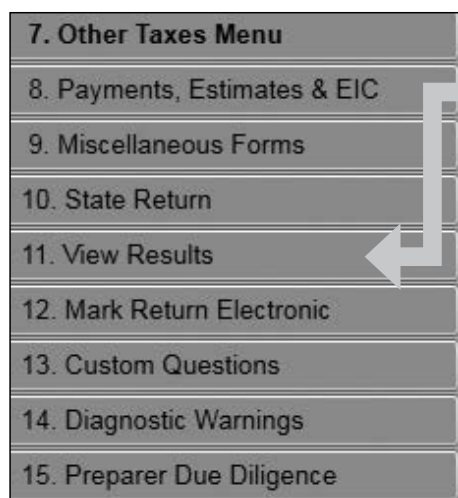 7. Other Taxes Menu
8. Payments, Estimates & EIC
9. Miscellaneous Forms
10. State Return
11. View Results
12. Mark Return Electronic
13. Custom Questions
14. Diagnostic Warnings
15. Preparer Due Diligence